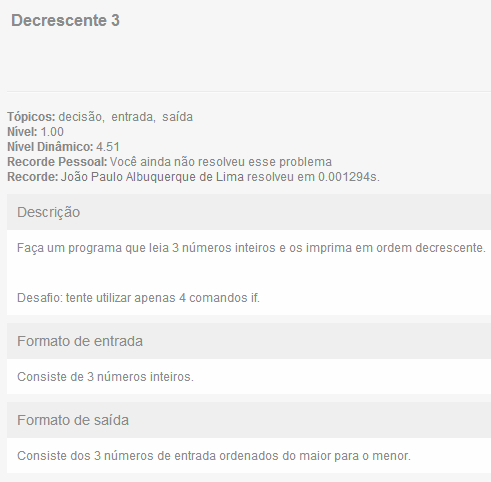 Decrescente 3
Tópicos: decisão, entrada, saída
Nível: 1.00
Nível Dinâmico: 4.51
Recorde Pessoal: Você ainda não resolveu esse problema
Recorde: João Paulo Albuquerque de Lima resolveu em 0.001294s.
Descrição
Faça um programa que leia 3 números inteiros e os imprima em ordem decrescente.
Desafio: tente utilizar apenas 4 comandos if.
Formato de entrada
Consiste de 3 números inteiros.
Formato de saída
Consiste dos 3 números de entrada ordenados do maior para o menor.